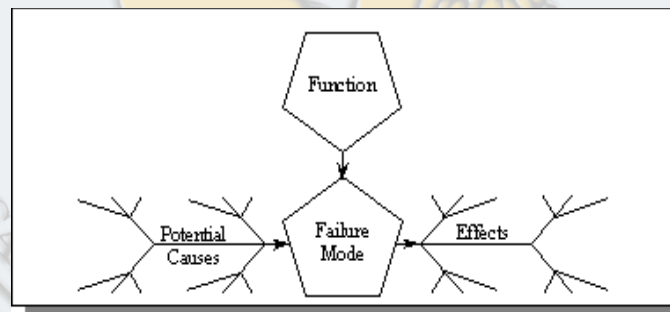 Function
Potential
Causes
Failure
Mode
Effects